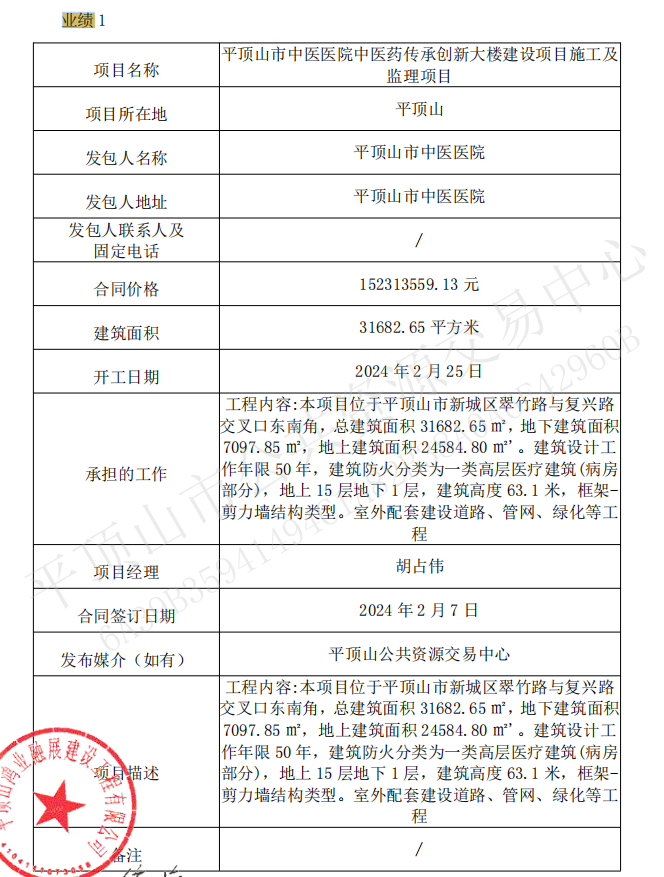 业绩 1
项目名称
平顶山市中医医院中医药传承创新大楼建设项目施工及
监理项目
项目所在地
平顶山
发包人名称
平顶山市中医医院
发包人地址
平顶山市中医医院
发包人联系人及
固定电话
/
合同价格
152313559.13 元
建筑面积
31682.65 平方米
开工日期
2024 年 2 月 25 日
承担的工作
工程内容:本项目位于平顶山市新城区翠竹路与复兴路
交叉口东南角，总建筑面积 31682.65 ㎡,地下建筑面积
7097.85 ㎡，地上建筑面积 24584.80 ㎡'。建筑设计工
作年限 50 年，建筑防火分类为一类高层医疗建筑(病房
部分)，地上 15 层地下 1 层，建筑高度 63.1 米，框架-
剪力墙结构类型。室外配套建设道路、管网、绿化等工
程
项目经理
胡占伟
合同签订日期
2024 年 2 月 7 日
发布媒介（如有）
平顶山公共资源交易中心
项目描述
工程内容:本项目位于平顶山市新城区翠竹路与复兴路
交叉口东南角，总建筑面积 31682.65 ㎡,地下建筑面积
7097.85 ㎡，地上建筑面积 24584.80 ㎡'。建筑设计工
作年限 50 年，建筑防火分类为一类高层医疗建筑(病房
部分)，地上 15 层地下 1 层，建筑高度 63.1 米，框架-
剪力墙结构类型。室外配套建设道路、管网、绿化等工
程
备注
/
平顶山鸿业融展建设工程有限公司
4104111073058
平顶山市公共资源交易中心